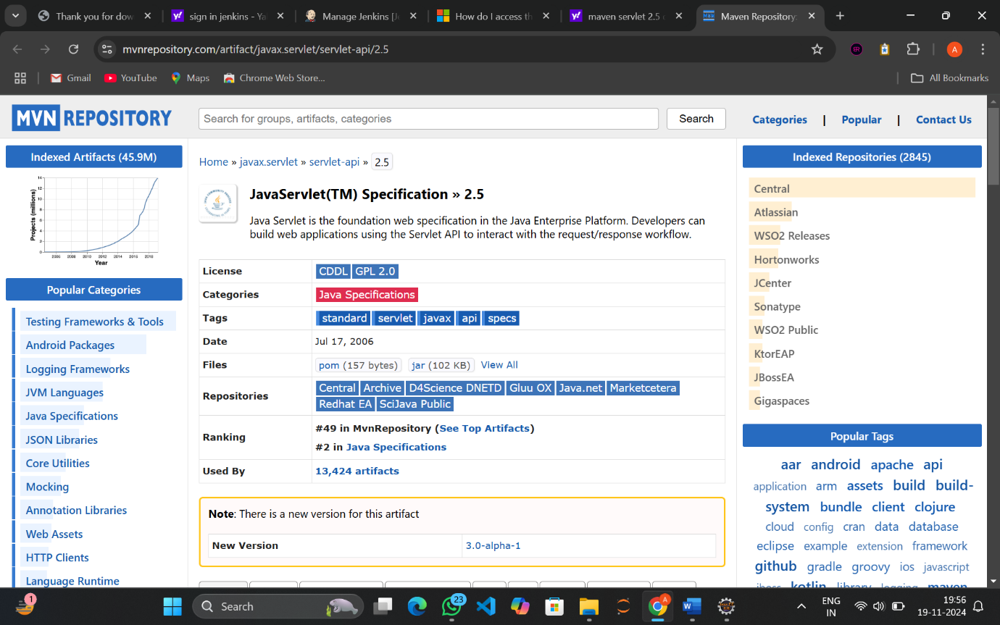 Thank you for dow
sign in jenkins - Ya
Manage Jenkins [Je
How do I access th
maven servlet 2.5 d
Maven Repository:
mvnrepository.com/artifact/javax.servlet/servlet-api/2.5
A
Gmail
YouTube
Maps
Chrome Web Store...
All Bookmarks
MVN REPOSITORY
Search for groups, artifacts, categories
Search
Categories | Popular | Contact Us
Indexed Artifacts (45.9M)
Projects (millions)
14
12
10
8
6
4
2
0
2006 2008 2010 2012 2014 2016 2018
Year
Popular Categories
Testing Frameworks & Tools
Android Packages
Logging Frameworks
JVM Languages
Java Specifications
JSON Libraries
Core Utilities
Mocking
Annotation Libraries
Web Assets
HTTP Clients
Language Runtime
Home » javax.servlet » servlet-api » 2.5
JavaServlet(TM) Specification » 2.5
Java Servlet is the foundation web specification in the Java Enterprise Platform. Developers can
build web applications using the Servlet API to interact with the request/response workflow.
License CDDL GPL 2.0
Categories Java Specifications
Tags standard servlet javax api specs
Date Jul 17, 2006
Files pom (157 bytes) jar (102 KB) View All
Repositories Central Archive D4Science DNETD Gluu OX Java.net Marketcetera
Redhat EA SciJava Public
Ranking #49 in MvnRepository (See Top Artifacts)
#2 in Java Specifications
Used By 13,424 artifacts
Note: There is a new version for this artifact
New Version 3.0-alpha-1
Indexed Repositories (2845)
Central
Atlassian
WSO2 Releases
Hortonworks
JCenter
Sonatype
WSO2 Public
KtorEAP
JBossEA
Gigaspaces
Popular Tags
aar android apache api
application arm assets build build-
system bundle client clojure
cloud config cran data database
eclipse example extension framework
github gradle groovy ios javascript
jboss kotlin library logging maven
1
Search
23
A
ENG
IN
19:56
19-11-2024